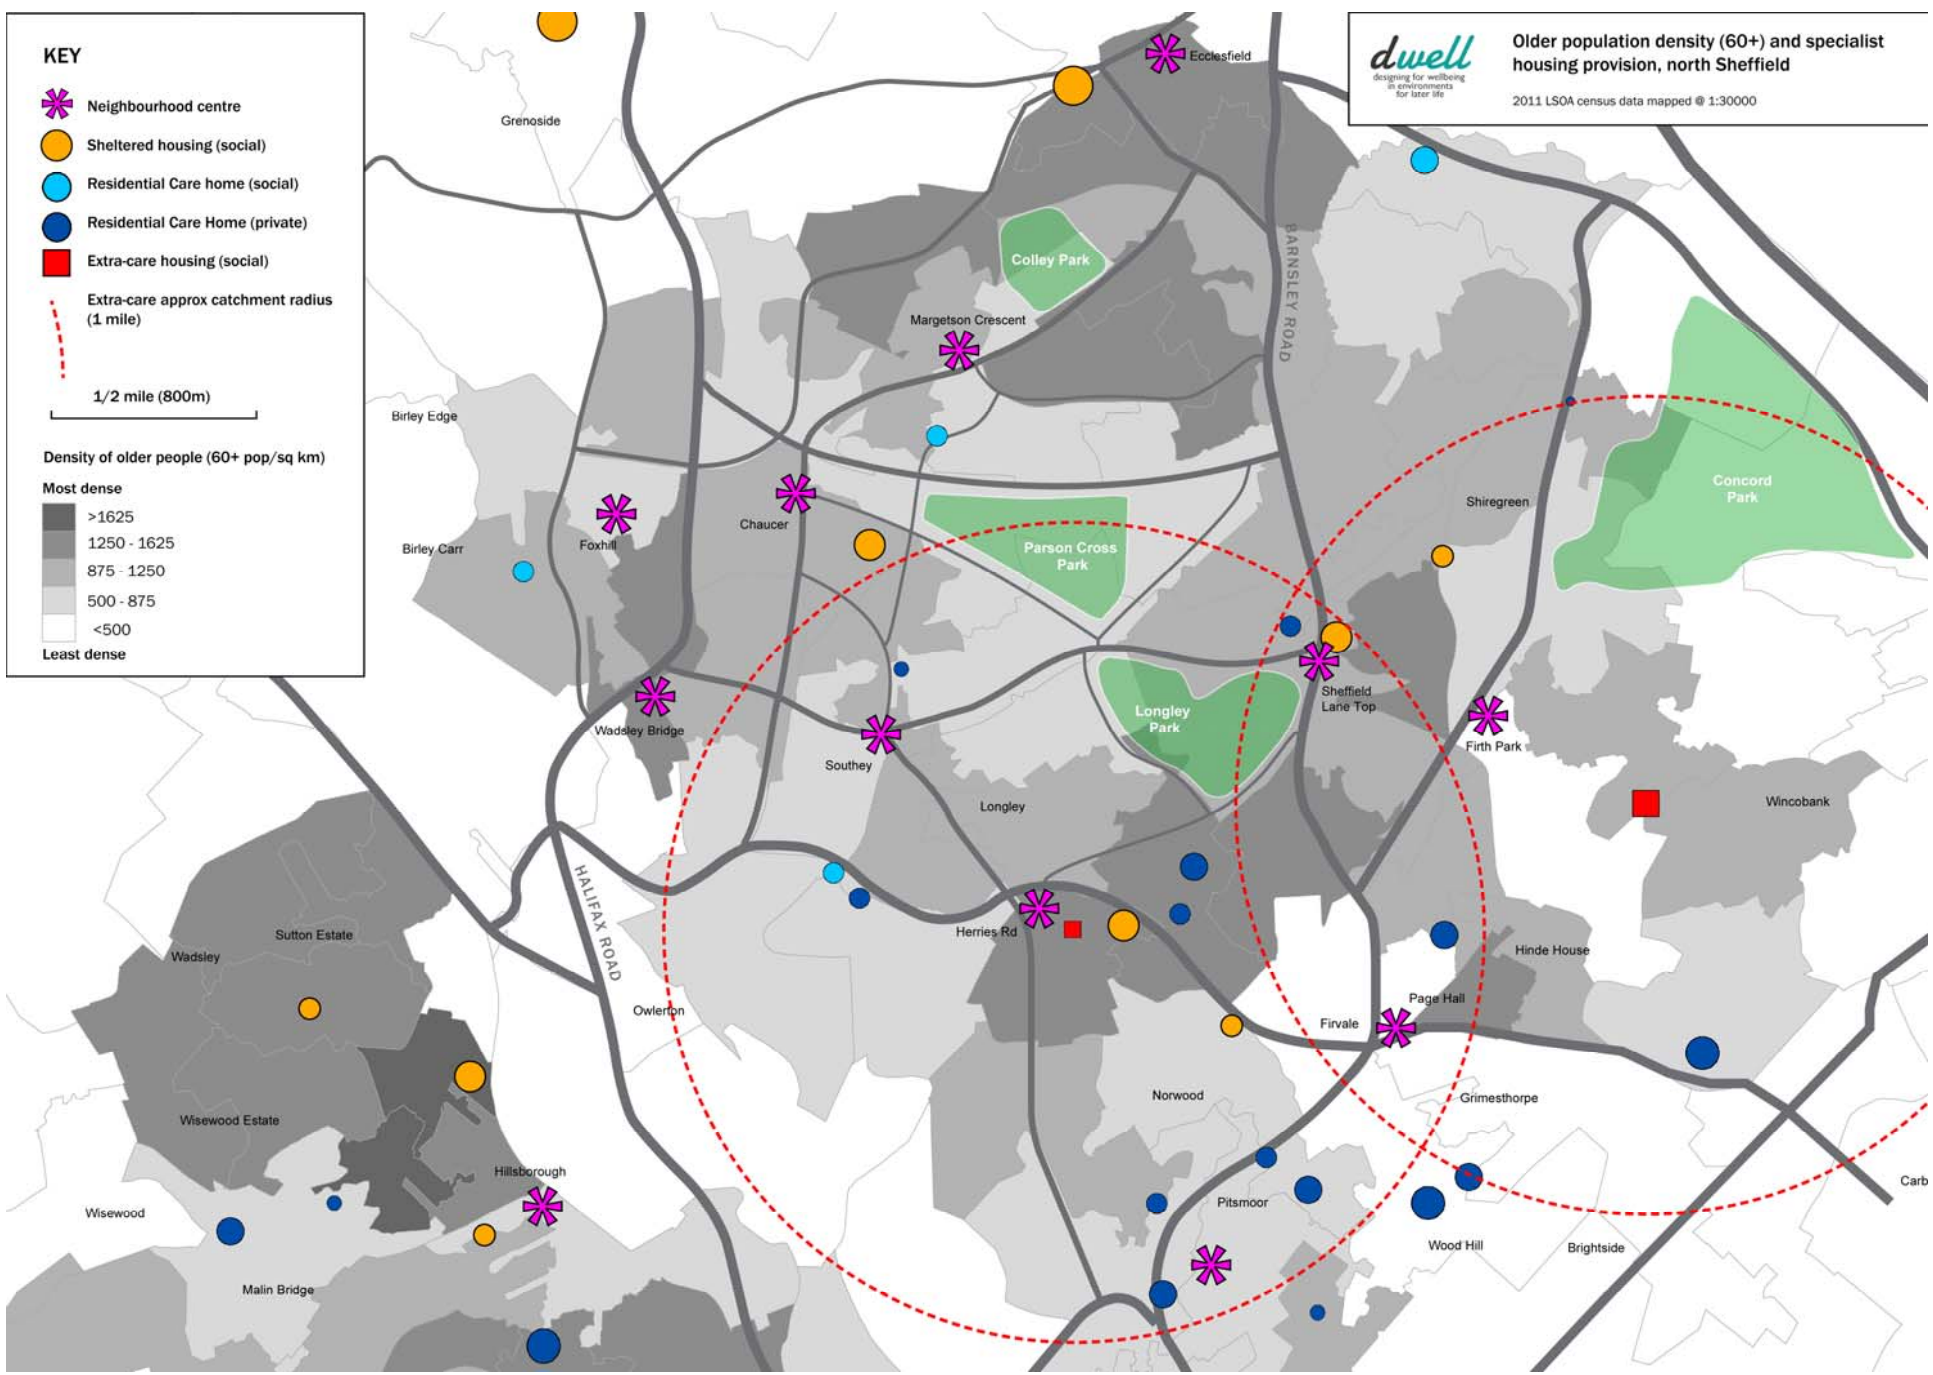 KEY
Neighbourhood centre
Sheltered housing (social)
Residential Care home (social)
Residential Care Home (private)
Extra-care housing (social)
Extra-care approx catchment radius
(1 mile)
1/2 mile (800m)
Density of older people (60+ pop/sq km)
Most dense
>1625
1250 - 1625
875 - 1250
500 - 875
<500
Least dense
dwell
designing for wellbeing
in environments
for later life
Older population density (60+) and specialist
housing provision, north Sheffield
2011 LSOA census data mapped @ 1:30000
Ecclesfield
Grenoside
BARNSLEY ROAD
Colley Park
Margetson Crescent
Birley Edge
Concord
Park
Shiregreen
Chaucer
Foxhill
Birley Carr
Parson Cross
Park
Sheffield
Lane Top
Longley
Park
Wadsley Bridge
Firth Park
Southey
Longley
Wincobank
HALIFAX ROAD
Herries Rd
Sutton Estate
Wadsley
Hinde House
Page Hall
Owlerton
Firvale
Norwood
Grimesthorpe
Wisewood Estate
Hillsborough
Carb
Wisewood
Pitsmoor
Wood Hill
Brightside
Malin Bridge